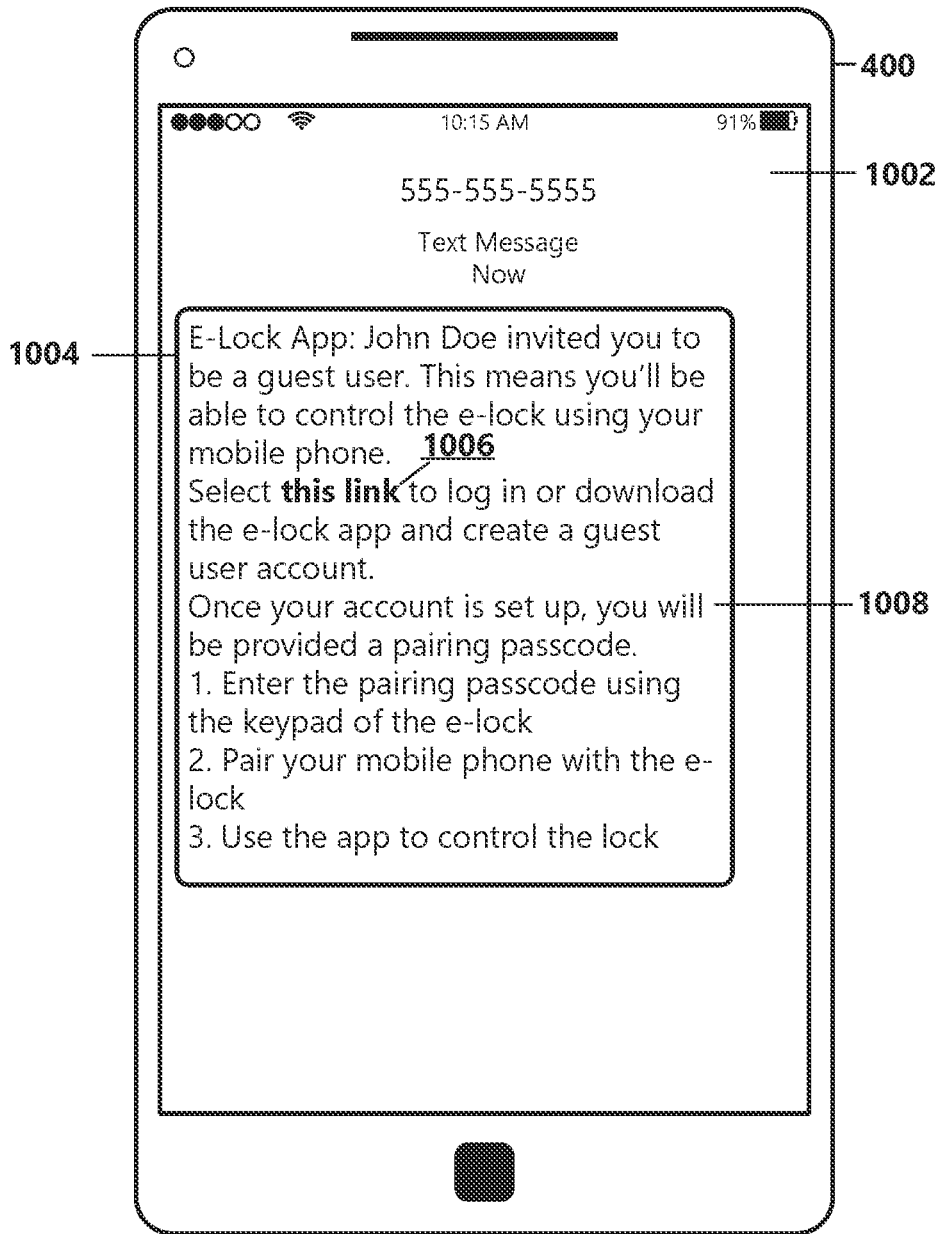 400
10:15 AM 91%
1002
555-555-5555
Text Message
Now
1004
E-Lock App: John Doe invited you to
be a guest user. This means you'll be
able to control the e-lock using your
mobile phone. 1006
Select this link to log in or download
the e-lock app and create a guest
user account.
Once your account is set up, you will 1008
be provided a pairing passcode.
1. Enter the pairing passcode using
the keypad of the e-lock
2. Pair your mobile phone with the e-
lock
3. Use the app to control the lock